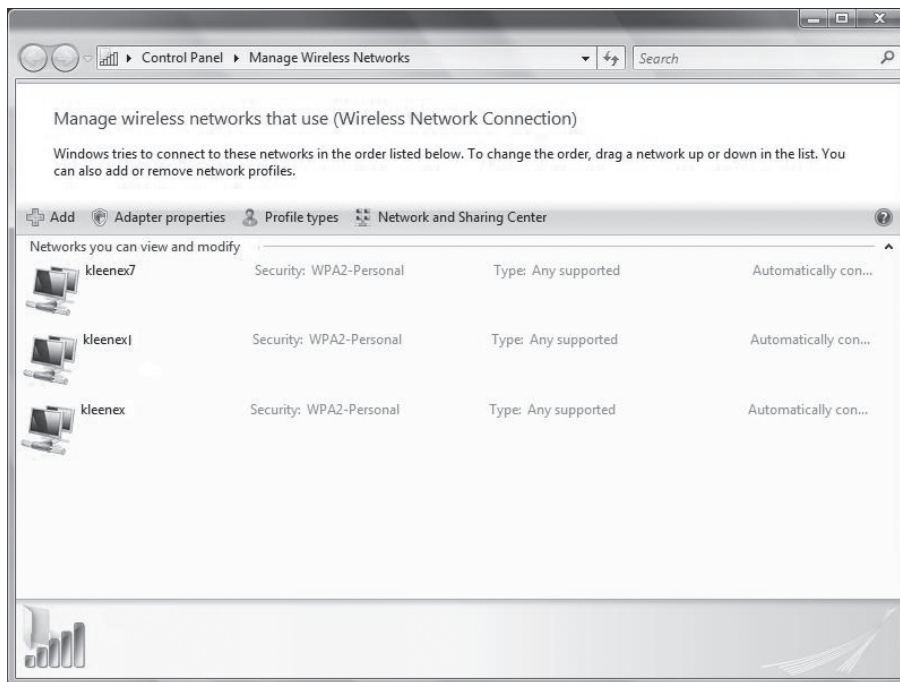 Control Panel Manage Wireless Networks Search
Manage wireless networks that use (Wireless Network Connection)
Windows tries to connect to these networks in the order listed below. To change the order, drag a network up or down in the list. You
can also add or remove network profiles.
Add Adapter properties Profile types Network and Sharing Center
Networks you can view and modify
kleenex7 Security: WPA2-Personal Type: Any supported Automatically con...
kleenex1 Security: WPA2-Personal Type: Any supported Automatically con...
kleenex Security: WPA2-Personal Type: Any supported Automatically con...